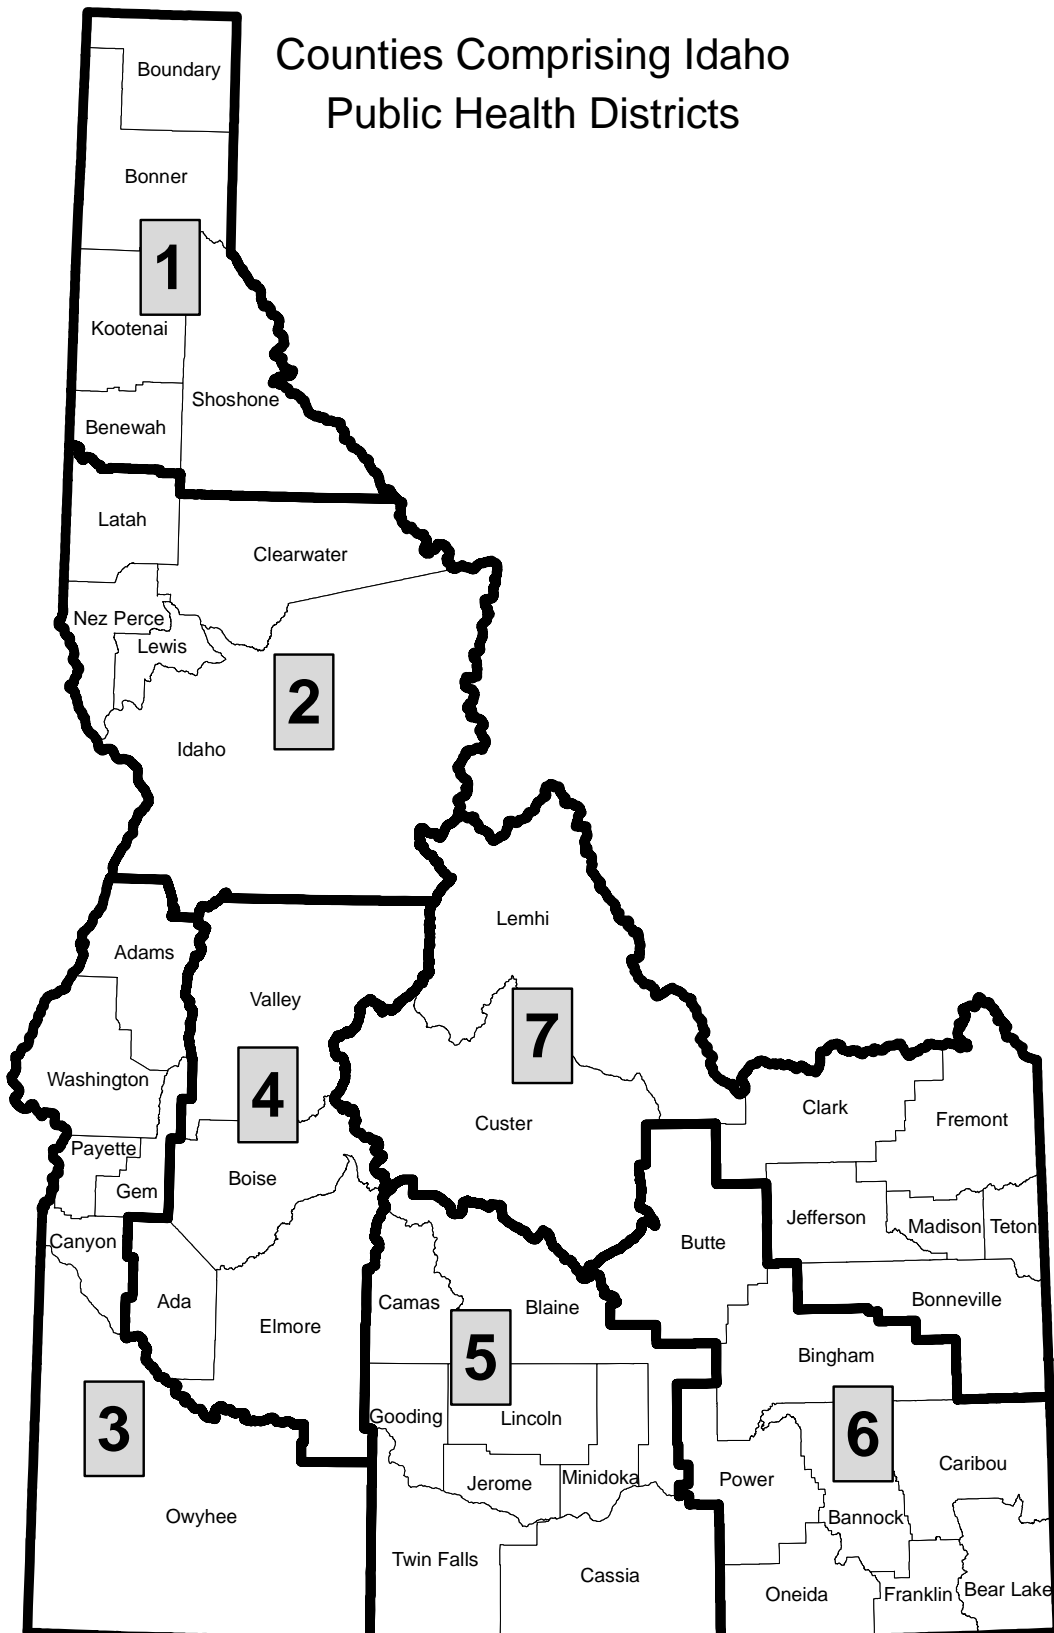 Counties Comprising Idaho
Public Health Districts
Boundary
Bonner
1
Kootenai
Shoshone
Benewah
Latah
Clearwater
Nez Perce
Lewis
2
Idaho
Lemhi
Adams
Valley
7
Washington
4
Custer
Clark
Fremont
Payette
Boise
Gem
Jefferson
Madison
Teton
Canyon
Butte
Ada
Camas
Blaine
Bonneville
Elmore
5
Bingham
3
Gooding
Lincoln
6
Jerome
Minidoka
Power
Caribou
Owyhee
Bannock
Twin Falls
Cassia
Oneida
Franklin
Bear Lake